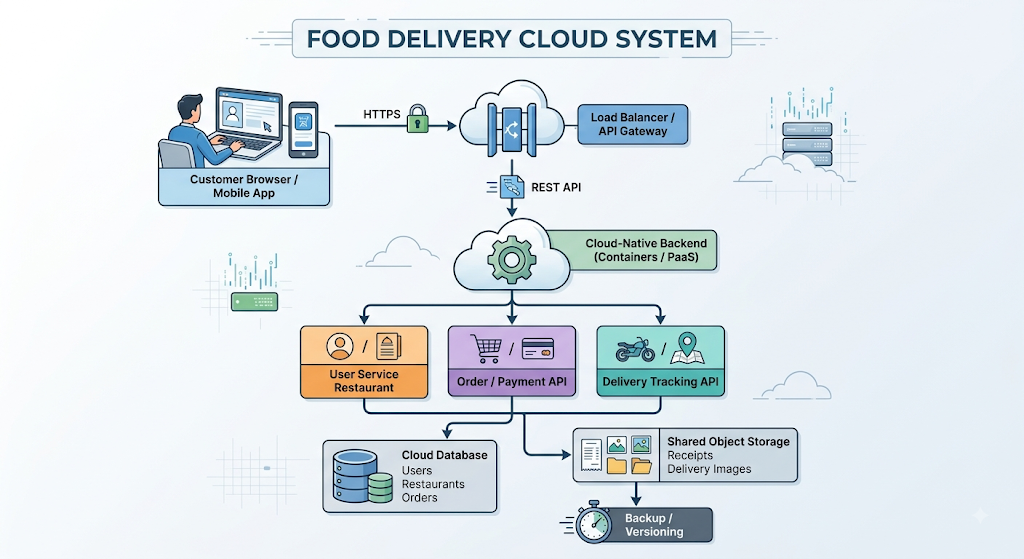 FOOD DELIVERY CLOUD SYSTEM
HTTPS
Load Balancer /
API Gateway
Customer Browser /
Mobile App
REST API
Cloud-Native Backend
(Containers / PaaS)
User Service
Restaurant
Order / Payment API
Delivery Tracking API
Cloud Database
Users
Restaurants
Orders
Shared Object Storage
Receipts
Delivery Images
Backup /
Versioning